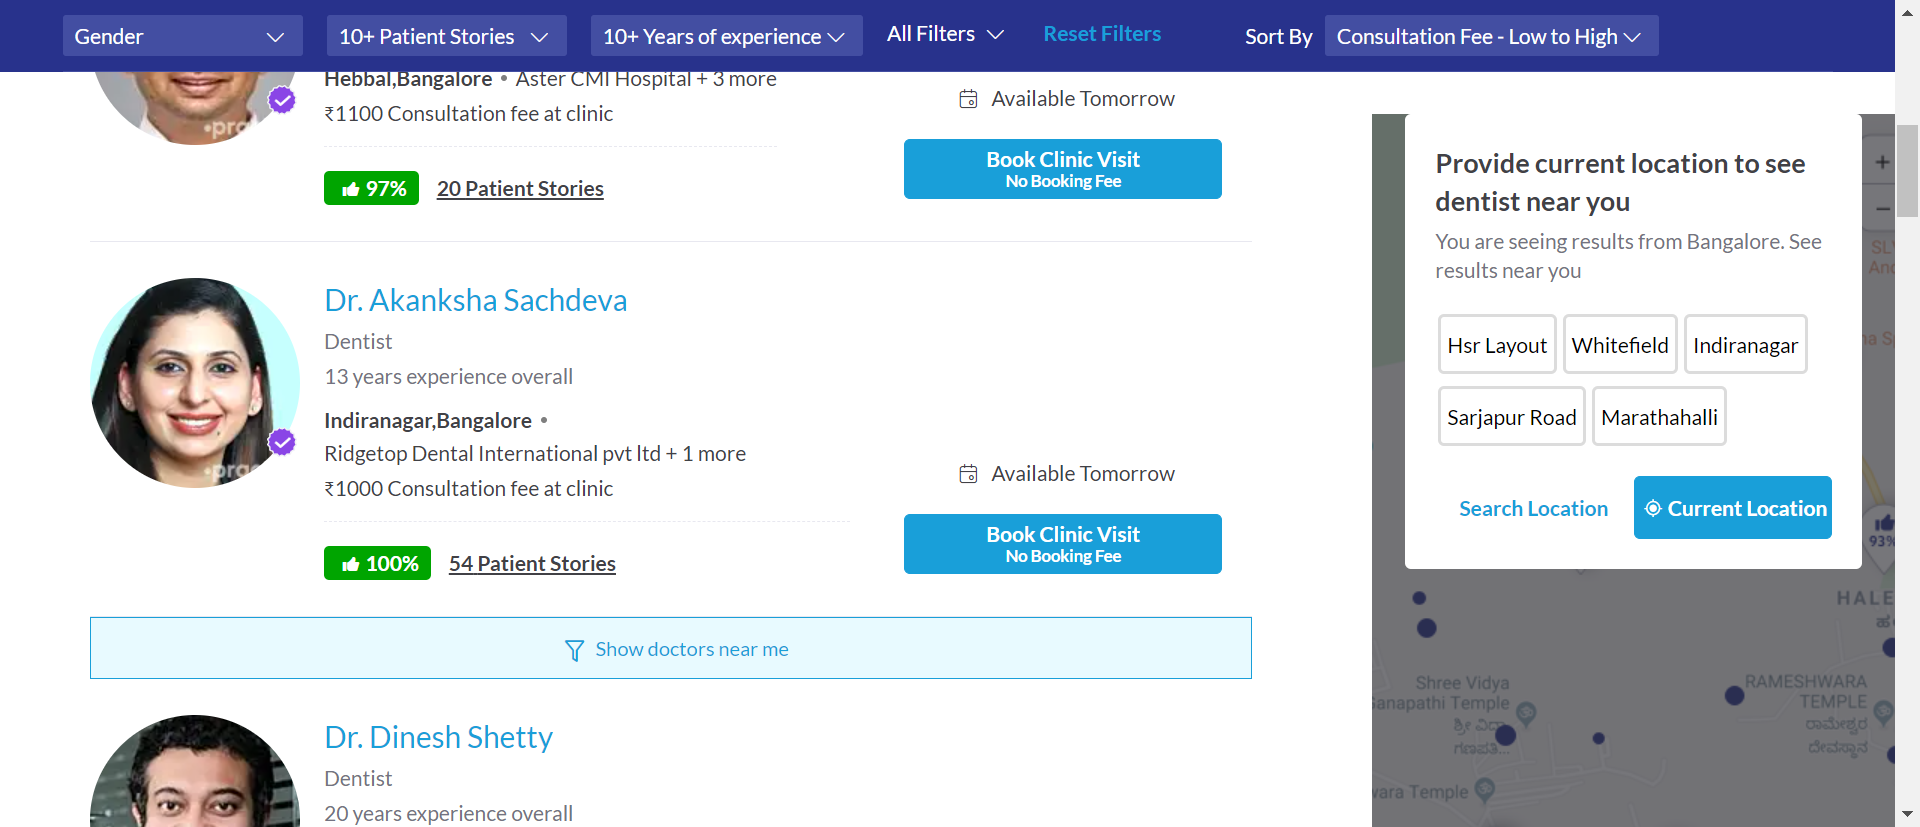 Gender
10+ Patient Stories
10+ Years of experience
All Filters
Reset Filters
Sort By
Consultation Fee - Low to High
Hebbal,Bangalore • Aster CMI Hospital + 3 more
₹1100 Consultation fee at clinic
97%
20 Patient Stories
Available Tomorrow
Book Clinic Visit
No Booking Fee
Dr. Akanksha Sachdeva
Dentist
13 years experience overall
Indiranagar,Bangalore •
Ridgetop Dental International pvt ltd + 1 more
₹1000 Consultation fee at clinic
100%
54 Patient Stories
Available Tomorrow
Book Clinic Visit
No Booking Fee
Show doctors near me
Dr. Dinesh Shetty
Dentist
20 years experience overall
Provide current location to see
dentist near you
You are seeing results from Bangalore. See
results near you
Hsr Layout
Whitefield
Indiranagar
Sarjapur Road
Marathahalli
Search Location
Current Location
93%
HALE
Shree Vidya
Ganapathi Temple
ಶ್ರೀ ವಿದ್ಯಾ
ಗಣಪತಿ...
RAMESHWARA
TEMPLE
ರಾಮೇಶ್ವರ
ದೇವಸ್ಥಾನ
wara Temple